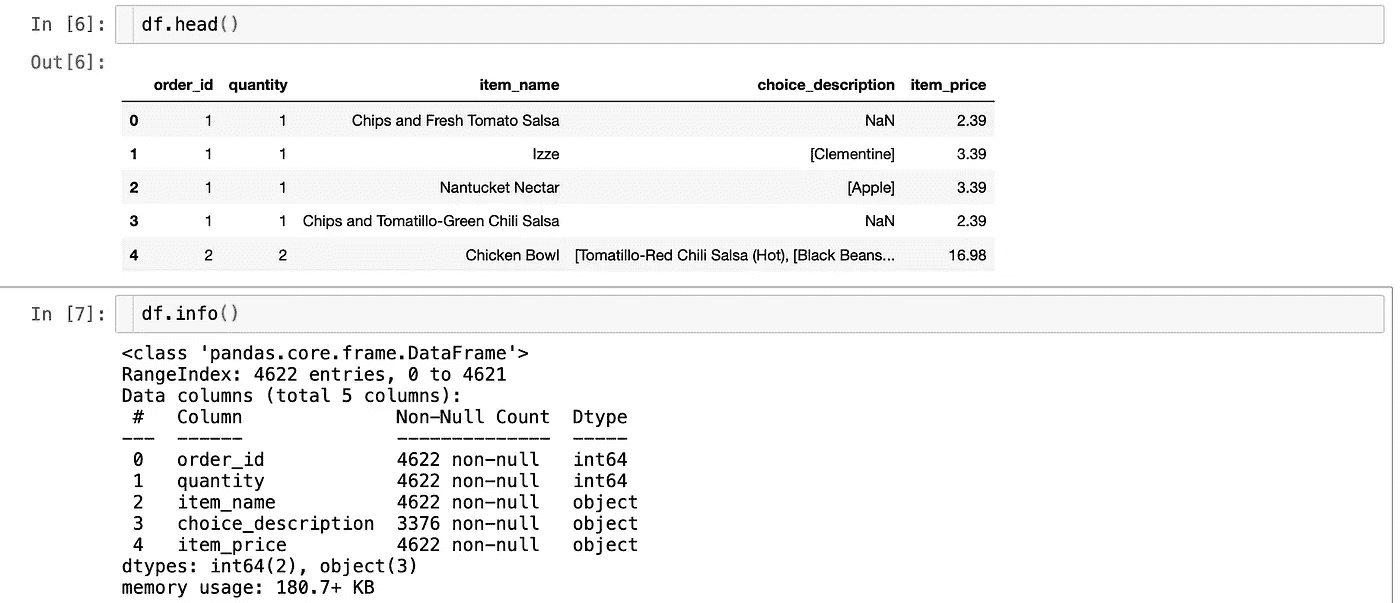 In [6]: df.head()
Out[6]:
order_id quantity item_name choice_description item_price
0 1 1 Chips and Fresh Tomato Salsa NaN 2.39
1 1 1 Izze [Clementine] 3.39
2 1 1 Nantucket Nectar [Apple] 3.39
3 1 1 Chips and Tomatillo-Green Chili Salsa NaN 2.39
4 2 2 Chicken Bowl [Tomatillo-Red Chili Salsa (Hot), [Black Beans... 16.98
In [7]: df.info()
<class 'pandas.core.frame.DataFrame'>
RangeIndex: 4622 entries, 0 to 4621
Data columns (total 5 columns):
# Column Non-Null Count Dtype
--- ------ -------------- -----
0 order_id 4622 non-null int64
1 quantity 4622 non-null int64
2 item_name 4622 non-null object
3 choice_description 3376 non-null object
4 item_price 4622 non-null object
dtypes: int64(2), object(3)
memory usage: 180.7+ KB